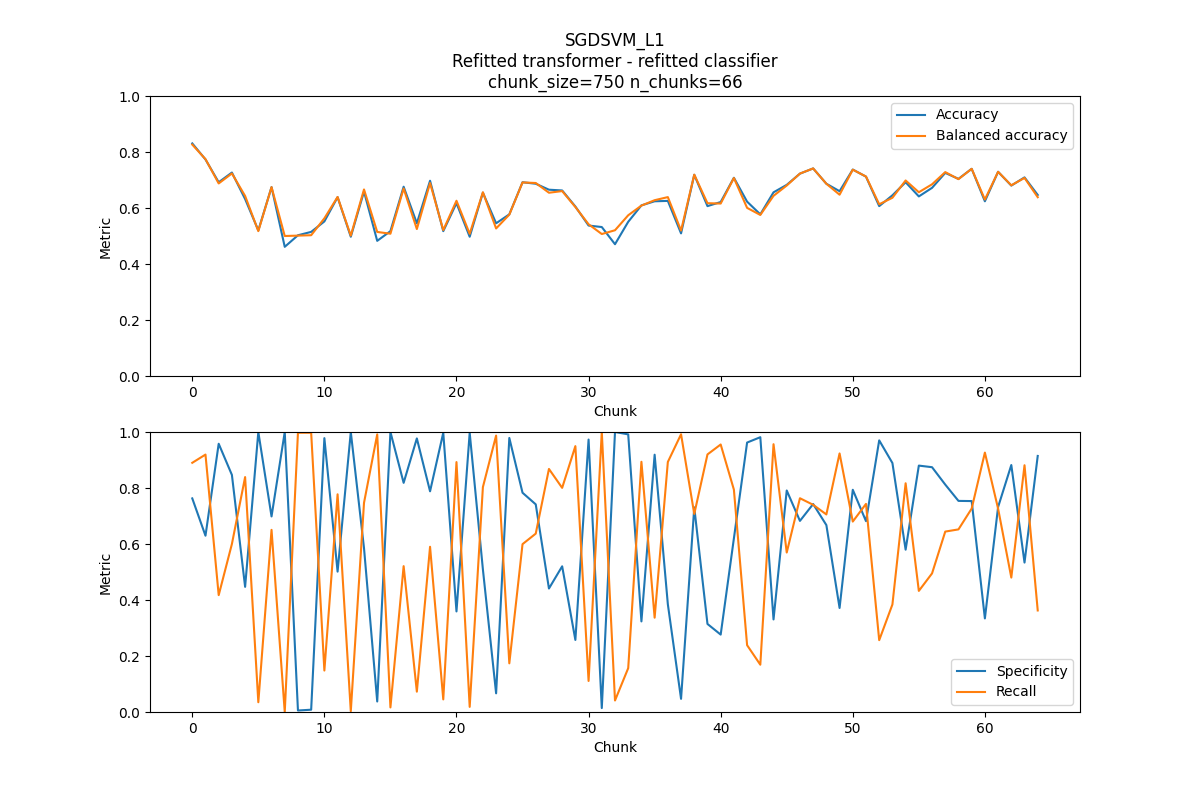 SGDSVM_L1
Refitted transformer - refitted classifier
chunk_size=750 n_chunks=66
1.0
0.8
0.6
0.4
0.2
0.0
Metric
Accuracy
Balanced accuracy
0 10 20 30 40 50 60
Chunk
1.0
0.8
0.6
0.4
0.2
0.0
Metric
Specificity
Recall
0 10 20 30 40 50 60
Chunk